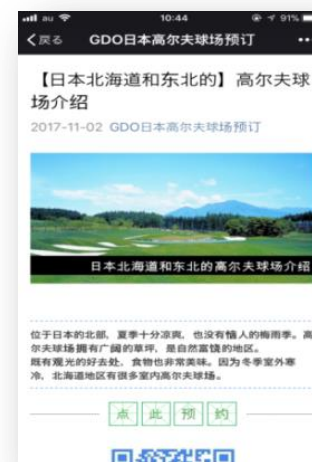 au 10:44 91%
戻る GDO日本高尔夫球场预订 •••
【日本北海道和东北的】高尔夫球
场介绍
2017-11-02 GDO日本高尔夫球场预订
日本北海道和东北的高尔夫球场介绍
位于日本的北部，夏季十分凉爽，也没有恼人的梅雨季。高
尔夫球场拥有广阔的草坪，是自然富饶的地区。
既有观光的好去处，食物也非常美味。因为冬季室外寒
冷，北海道地区有很多室内高尔夫球场。
点此预约